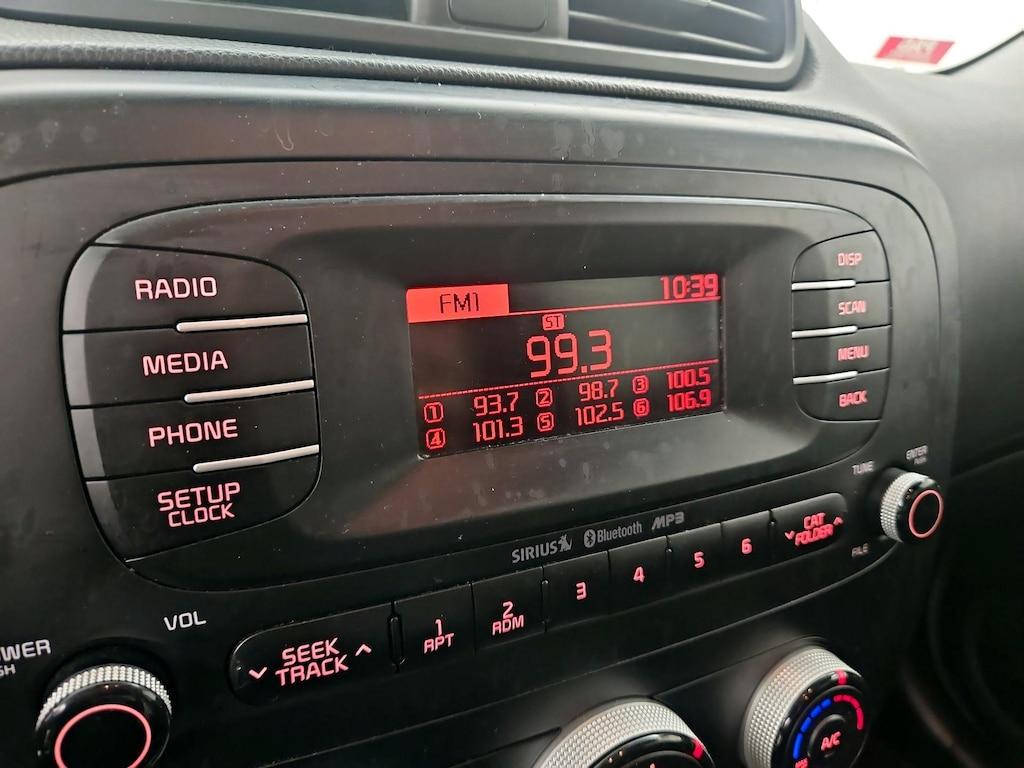 RADIO
MEDIA
PHONE
SETUP
CLOCK
FM1
10:39
ST
99.3
1 93.7 2 98.7 3 100.5
4 101.3 5 102.5 6 106.9
DISP
SCAN
MENU
BACK
TUNE
ENTER
FILE
SIRIUS Bluetooth MP3
VOL
SEEK
TRACK
1
RPT
2
RDM
3
4
5
6
CAT
FOLDER
A/C